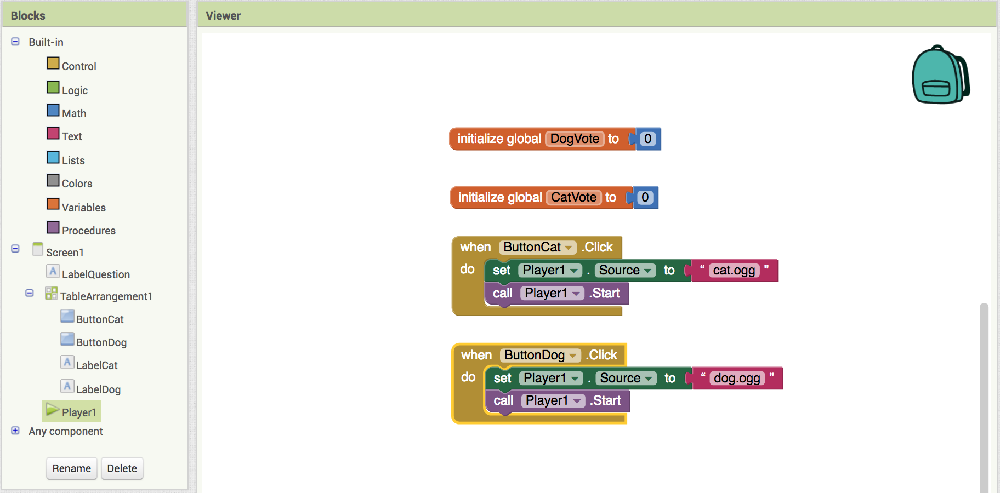 Blocks
Built-in
Control
Logic
Math
Text
Lists
Colors
Variables
Procedures
Screen1
A LabelQuestion
TableArrangement1
ButtonCat
ButtonDog
A LabelCat
A LabelDog
Player1
Any component
Rename Delete
Viewer
initialize global DogVote to 0
initialize global CatVote to 0
when ButtonCat .Click
do set Player1 . Source to “ cat.ogg ”
call Player1 .Start
when ButtonDog .Click
do set Player1 . Source to “ dog.ogg ”
call Player1 .Start